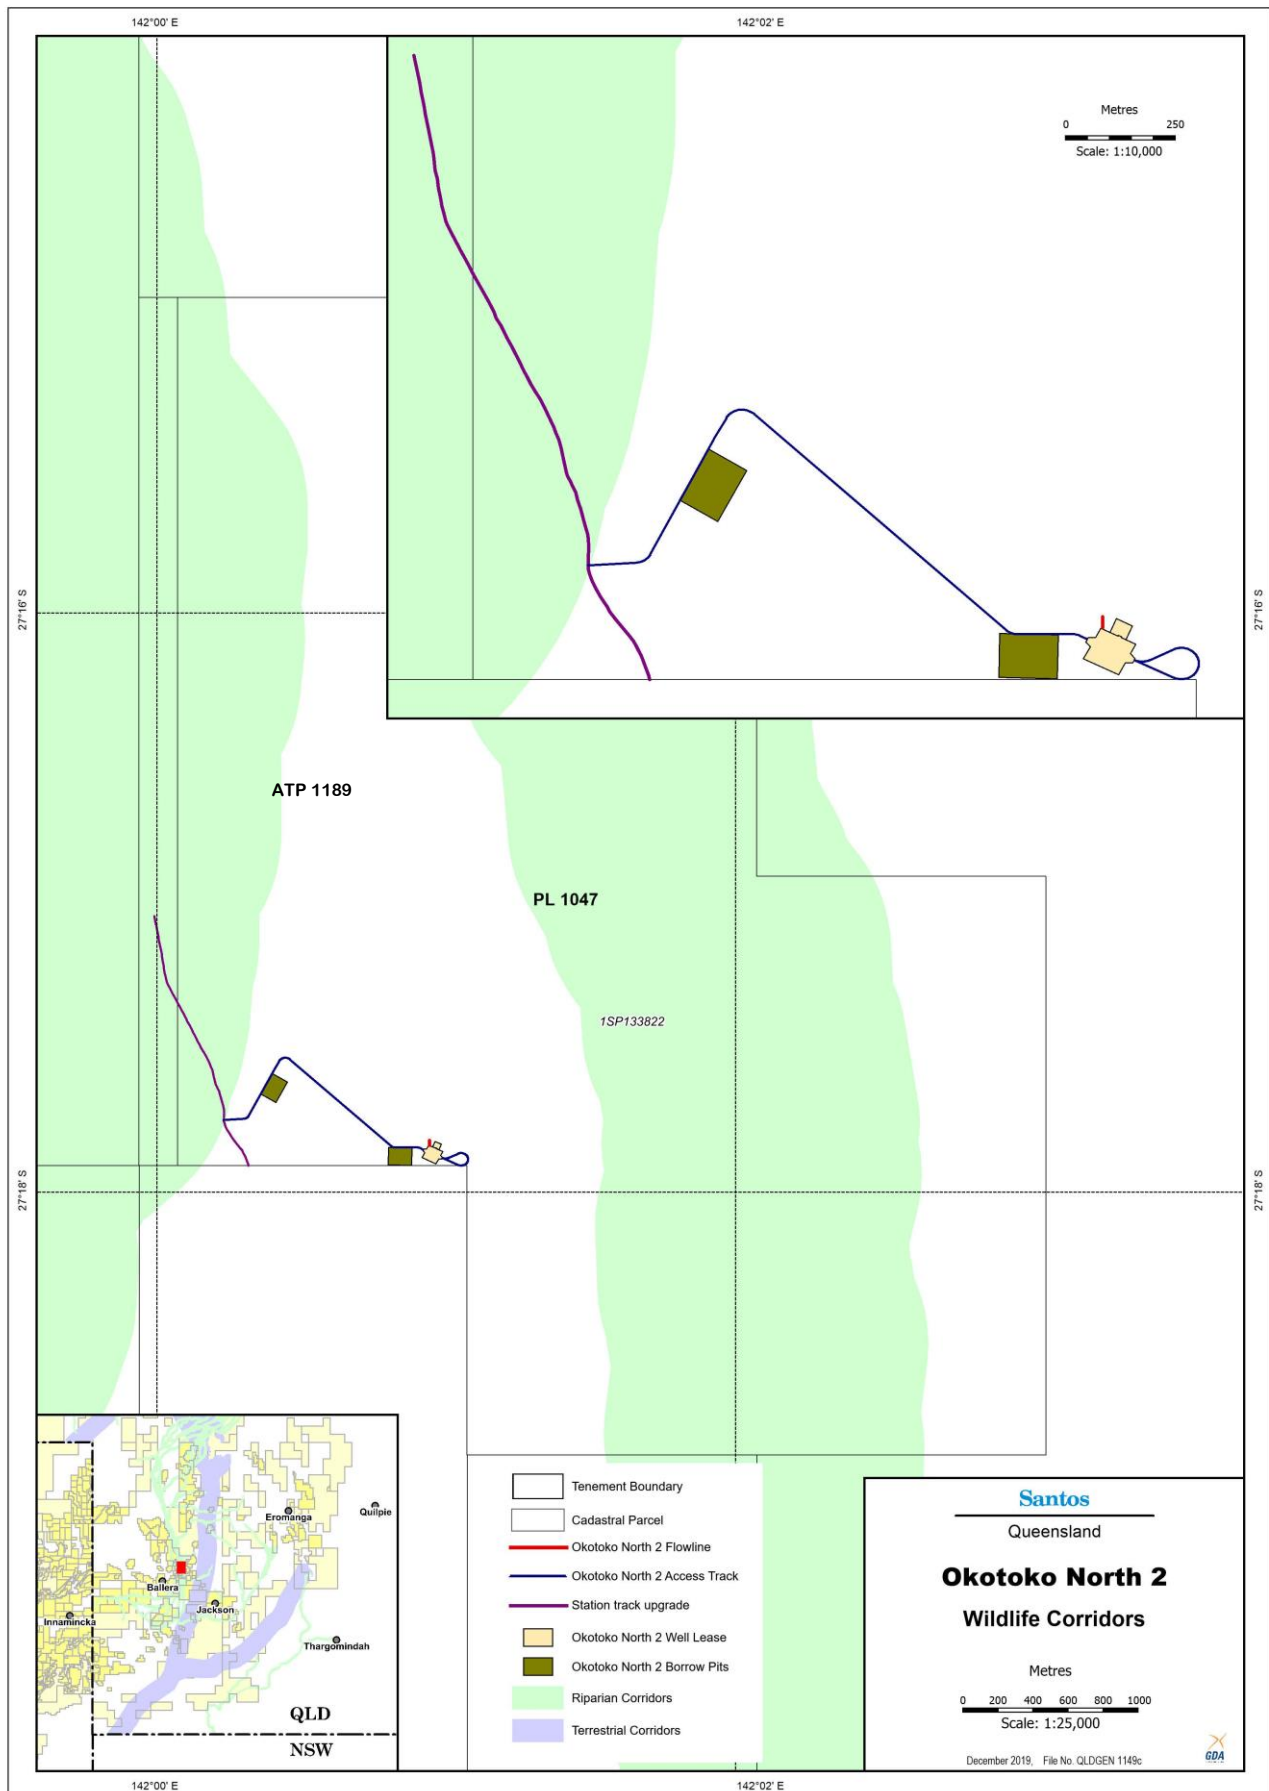 142°00' E
142°02' E
Metres
0 250
Scale: 1:10,000
27°16' S
27°16' S
ATP 1189
PL 1047
1SP133822
27°18' S
27°18' S
Quilpie
Eromanga
Ballera
Jackson
Innamincka
Thargomindah
QLD
NSW
Tenement Boundary
Cadastral Parcel
Okotoko North 2 Flowline
Okotoko North 2 Access Track
Station track upgrade
Okotoko North 2 Well Lease
Okotoko North 2 Borrow Pits
Riparian Corridors
Terrestrial Corridors
Santos
Queensland
Okotoko North 2
Wildlife Corridors
Metres
0 200 400 600 800 1000
Scale: 1:25,000
December 2019, File No. QLDGEN 1149c
GDA
142°00' E
142°02' E